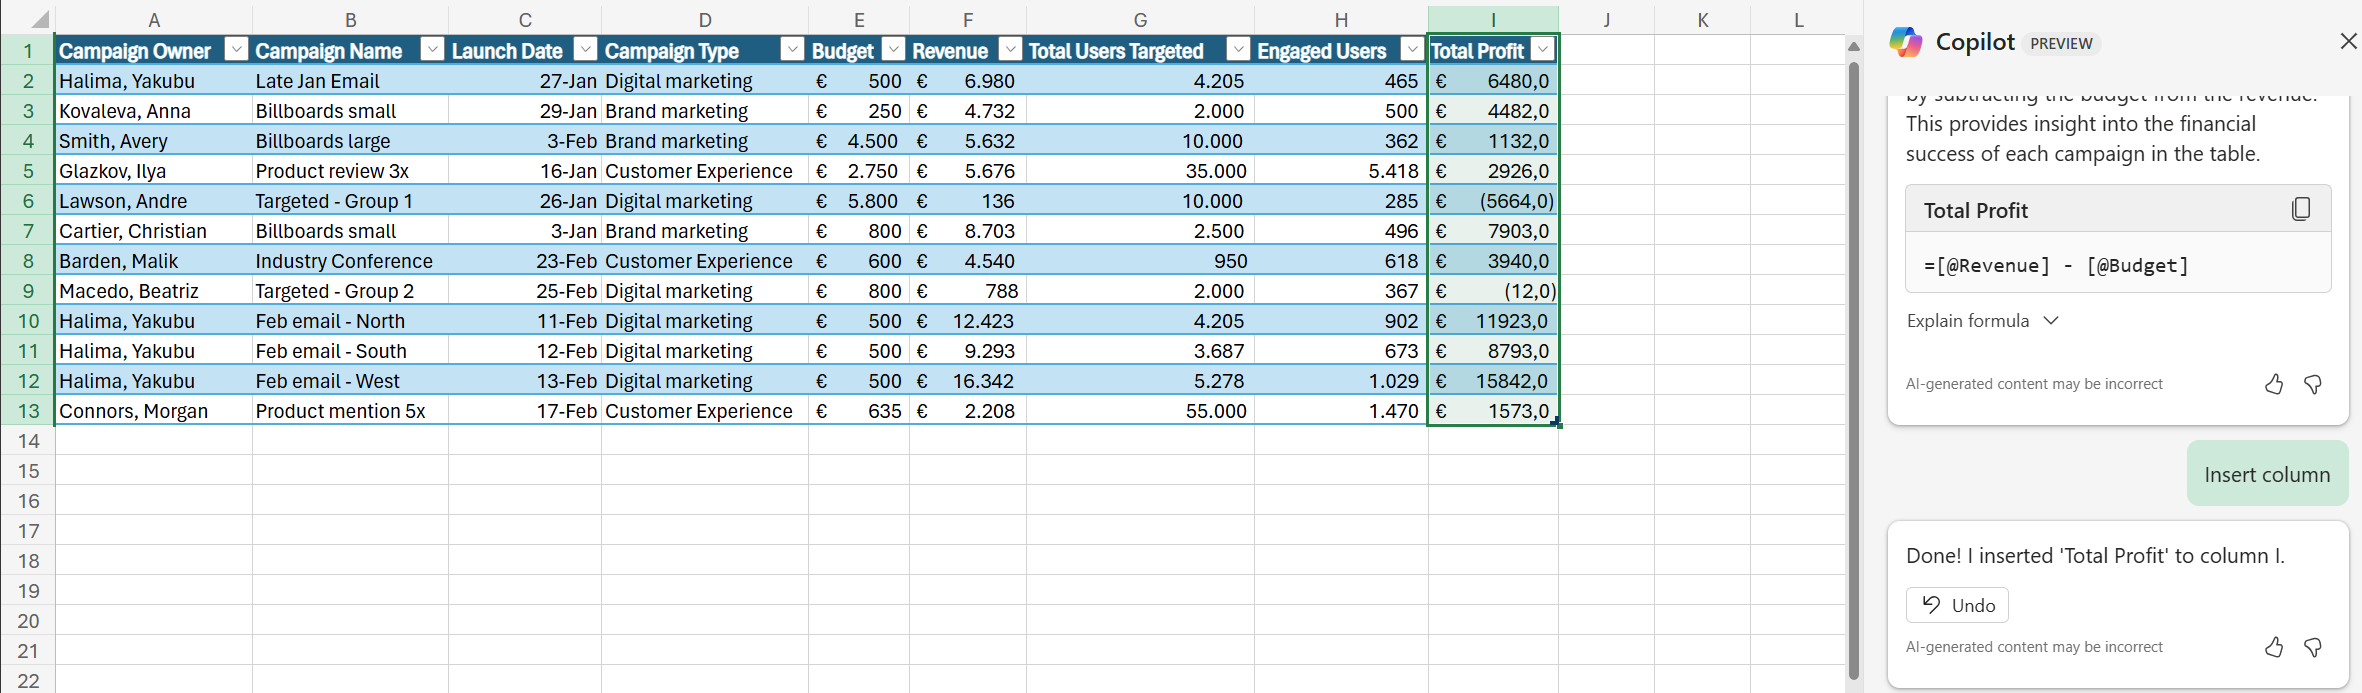 A B C D E F G H I J K L
1 Campaign Owner Campaign Name Launch Date Campaign Type Budget Revenue Total Users Targeted Engaged Users Total Profit
2 Halima, Yakubu Late Jan Email 27-Jan Digital marketing € 500 € 6.980 4.205 465 € 6480,0
3 Kovaleva, Anna Billboards small 29-Jan Brand marketing € 250 € 4.732 2.000 500 € 4482,0
4 Smith, Avery Billboards large 3-Feb Brand marketing € 4.500 € 5.632 10.000 362 € 1132,0
5 Glazkov, Ilya Product review 3x 16-Jan Customer Experience € 2.750 € 5.676 35.000 5.418 € 2926,0
6 Lawson, Andre Targeted - Group 1 26-Jan Digital marketing € 5.800 € 136 10.000 285 € (5664,0)
7 Cartier, Christian Billboards small 3-Jan Brand marketing € 800 € 8.703 2.500 496 € 7903,0
8 Barden, Malik Industry Conference 23-Feb Customer Experience € 600 € 4.540 950 618 € 3940,0
9 Macedo, Beatriz Targeted - Group 2 25-Feb Digital marketing € 800 € 788 2.000 367 € (12,0)
10 Halima, Yakubu Feb email - North 11-Feb Digital marketing € 500 € 12.423 4.205 902 € 11923,0
11 Halima, Yakubu Feb email - South 12-Feb Digital marketing € 500 € 9.293 3.687 673 € 8793,0
12 Halima, Yakubu Feb email - West 13-Feb Digital marketing € 500 € 16.342 5.278 1.029 € 15842,0
13 Connors, Morgan Product mention 5x 17-Feb Customer Experience € 635 € 2.208 55.000 1.470 € 1573,0
14
15
16
17
18
19
20
21
22
Copilot PREVIEW
by subtracting the budget from the revenue.
This provides insight into the financial
success of each campaign in the table.
Total Profit
=[@Revenue] - [@Budget]
Explain formula
AI-generated content may be incorrect
Insert column
Done! I inserted 'Total Profit' to column I.
Undo
AI-generated content may be incorrect